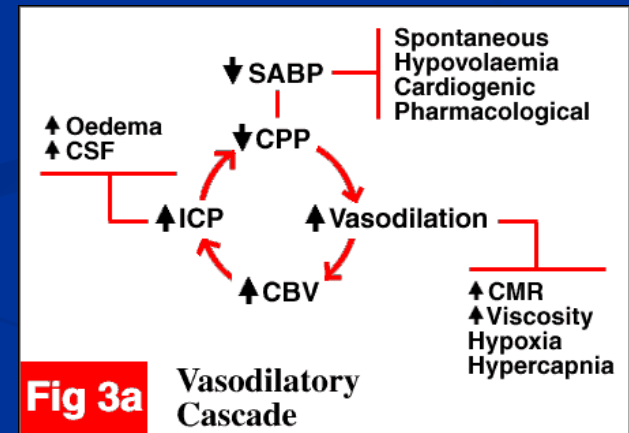 Spontaneous
Hypovolaemia
Cardiogenic
Pharmacological
↓ SABP
↑ Oedema
↑ CSF
↓ CPP
↑ ICP
↑ Vasodilation
↑ CBV
↑ CMR
↑ Viscosity
Hypoxia
Hypercapnia
Fig 3a
Vasodilatory
Cascade